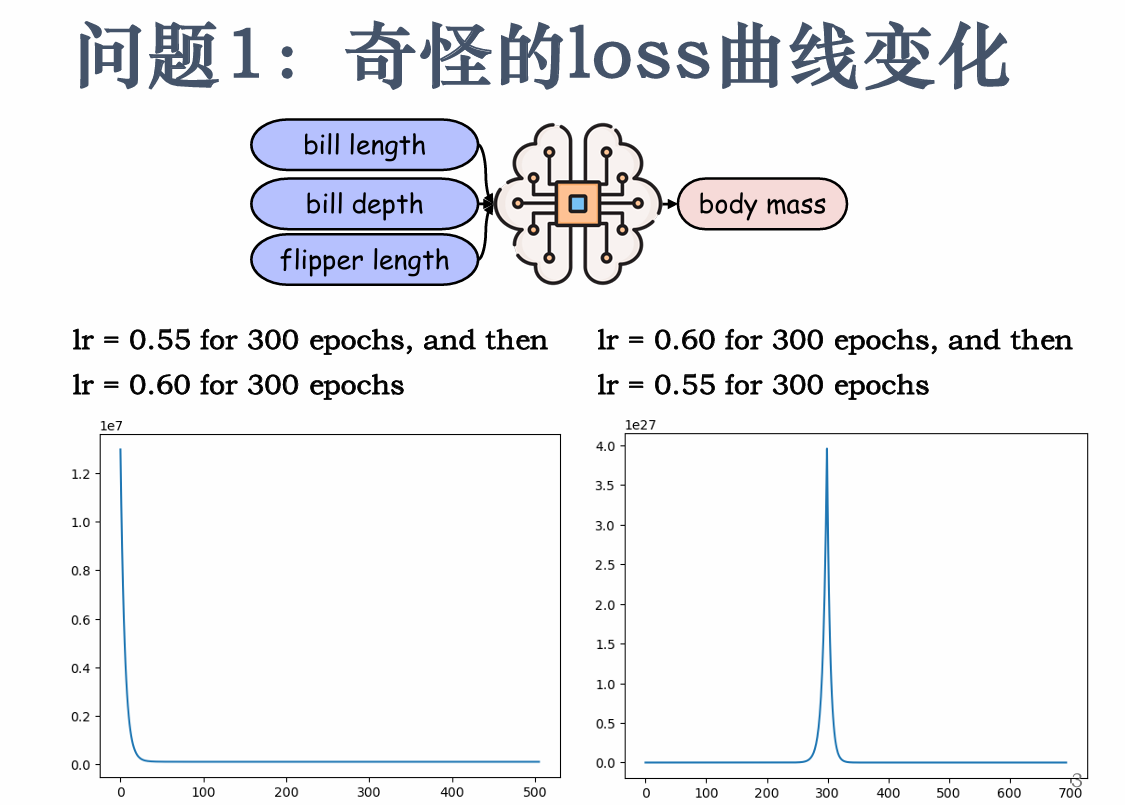 问题1：奇怪的loss曲线变化
bill length
bill depth
flipper length
body mass
lr = 0.55 for 300 epochs, and then
lr = 0.60 for 300 epochs
lr = 0.60 for 300 epochs, and then
lr = 0.55 for 300 epochs
1e7
1.2
1.0
0.8
0.6
0.4
0.2
0.0
0 100 200 300 400 500
1e27
4.0
3.5
3.0
2.5
2.0
1.5
1.0
0.5
0.0
0 100 200 300 400 500 600 700
3